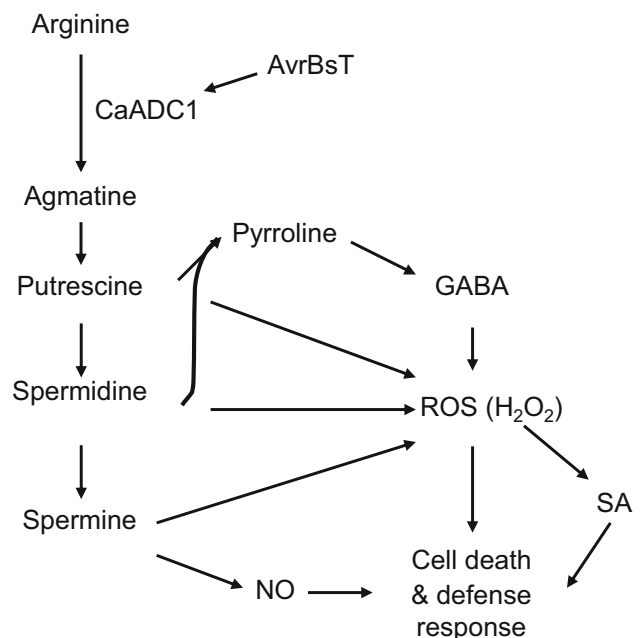 Arginine
AvrBsT
CaADC1
Agmatine
Pyrroline
Putrescine
GABA
Spermidine
ROS (H₂O₂)
SA
Spermine
Cell death
& defense
response
NO